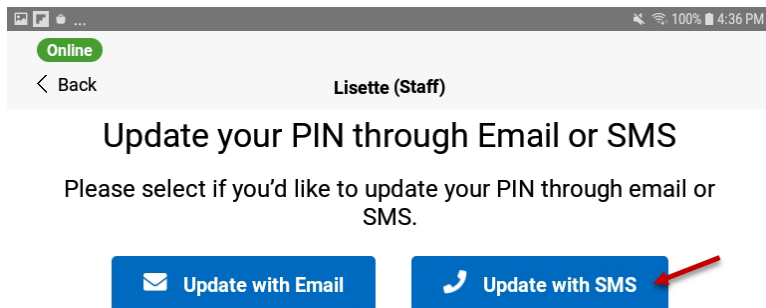 ... 100% 4:36 PM
Online
Back
Lisette (Staff)
Update your PIN through Email or SMS
Please select if you’d like to update your PIN through email or
SMS.
Update with Email Update with SMS